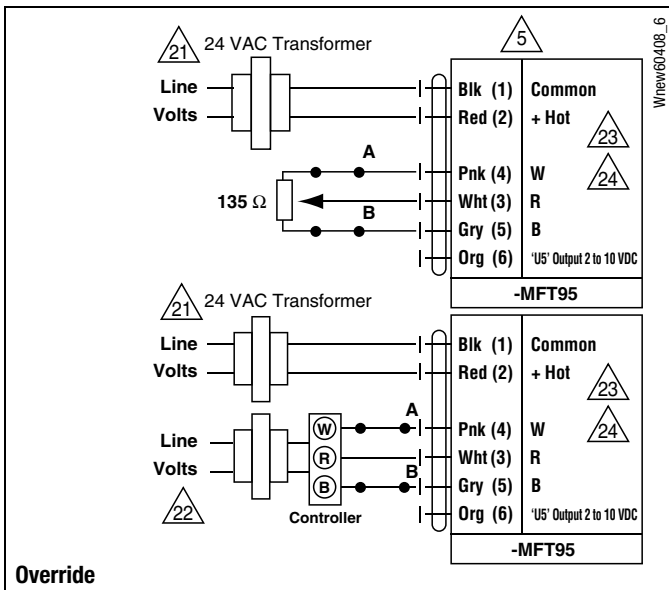 Wnew60408_6
21 24 VAC Transformer
5
Line
Volts
Blk (1) Common
Red (2) + Hot
23
A
Pnk (4) W
24
135 Ω
Wht (3) R
B
Gry (5) B
Org (6) 'U5' Output 2 to 10 VDC
-MFT95
21 24 VAC Transformer
Line
Volts
Blk (1) Common
Red (2) + Hot
23
A
Line
W
Pnk (4) W
24
R
Wht (3) R
Volts
B
B
Gry (5) B
22
Controller
Org (6) 'U5' Output 2 to 10 VDC
-MFT95
Override